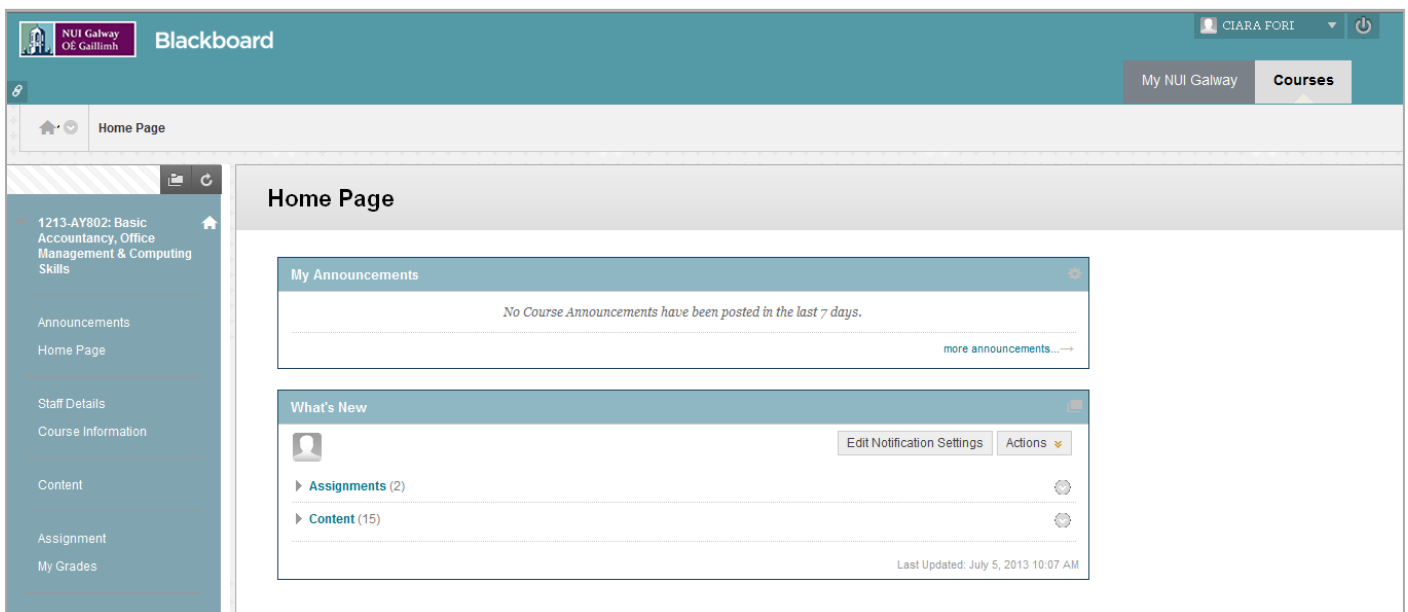 NUI Galway
OÉ Gaillimh
Blackboard
CIARA FORI
My NUI Galway
Courses
Home Page
1213-AY802: Basic
Accountancy, Office
Management & Computing
Skills
Announcements
Home Page
Staff Details
Course Information
Content
Assignment
My Grades
Home Page
My Announcements
No Course Announcements have been posted in the last 7 days.
more announcements...→
What's New
Edit Notification Settings
Actions
Assignments (2)
Content (15)
Last Updated: July 5, 2013 10:07 AM